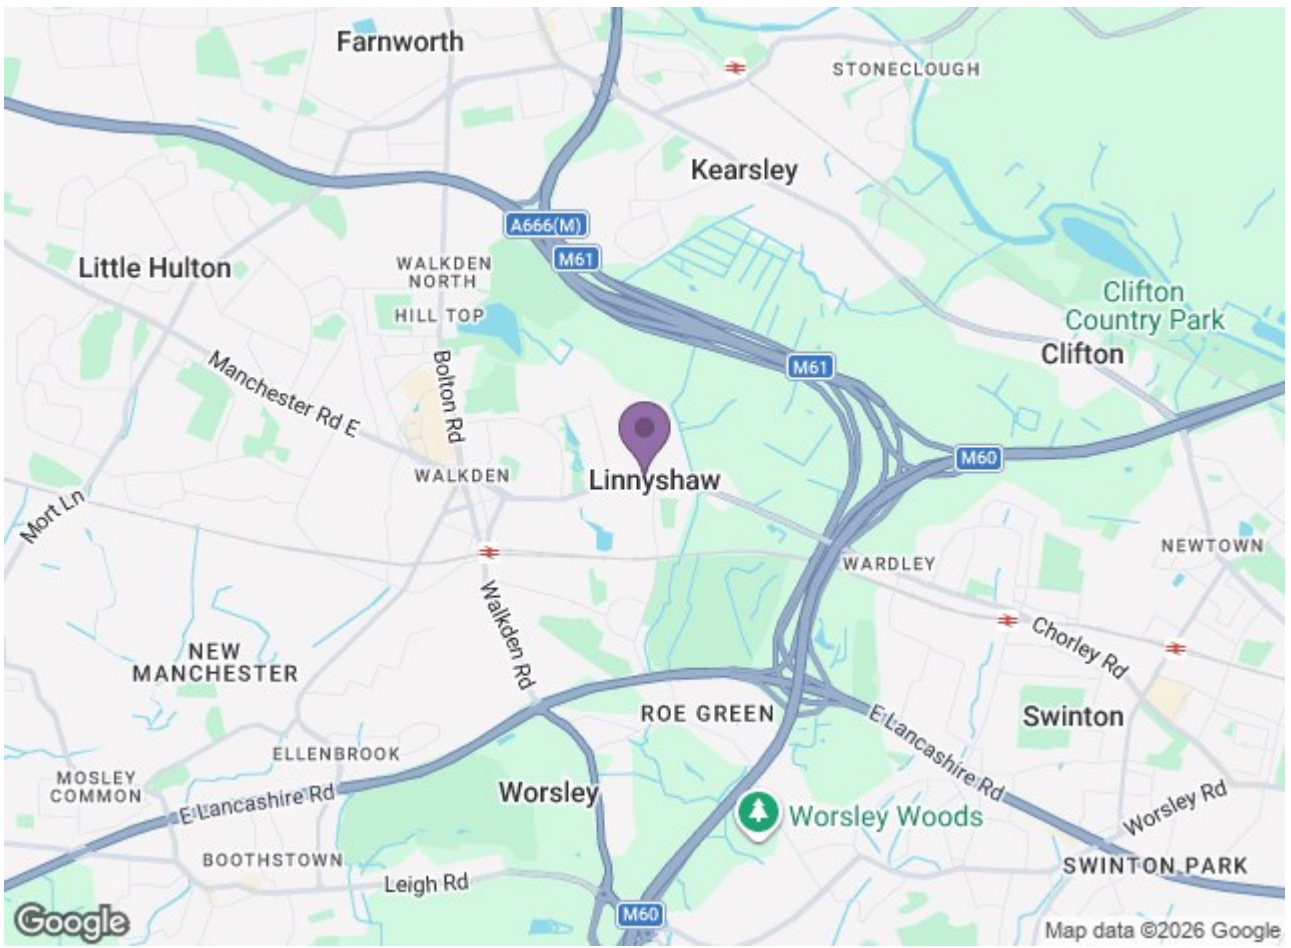 Farnworth
STONECLOUGH
Kearsley
A666(M)
M61
Little Hulton
WALKDEN
NORTH
HILL TOP
Clifton
Country Park
Clifton
Manchester Rd E
Bolton Rd
M61
M60
WALKDEN
Linnyshaw
Mort Ln
WARDLEY
NEWTOWN
Walkden Rd
Chorley Rd
NEW
MANCHESTER
ROE GREEN
Swinton
E Lancashire Rd
ELLENBROOK
MOSLEY
COMMON
E Lancashire Rd
Worsley
Worsley Woods
Worsley Rd
BOOTHSTOWN
Leigh Rd
SWINTON PARK
M60
Google
Map data ©2026 Google